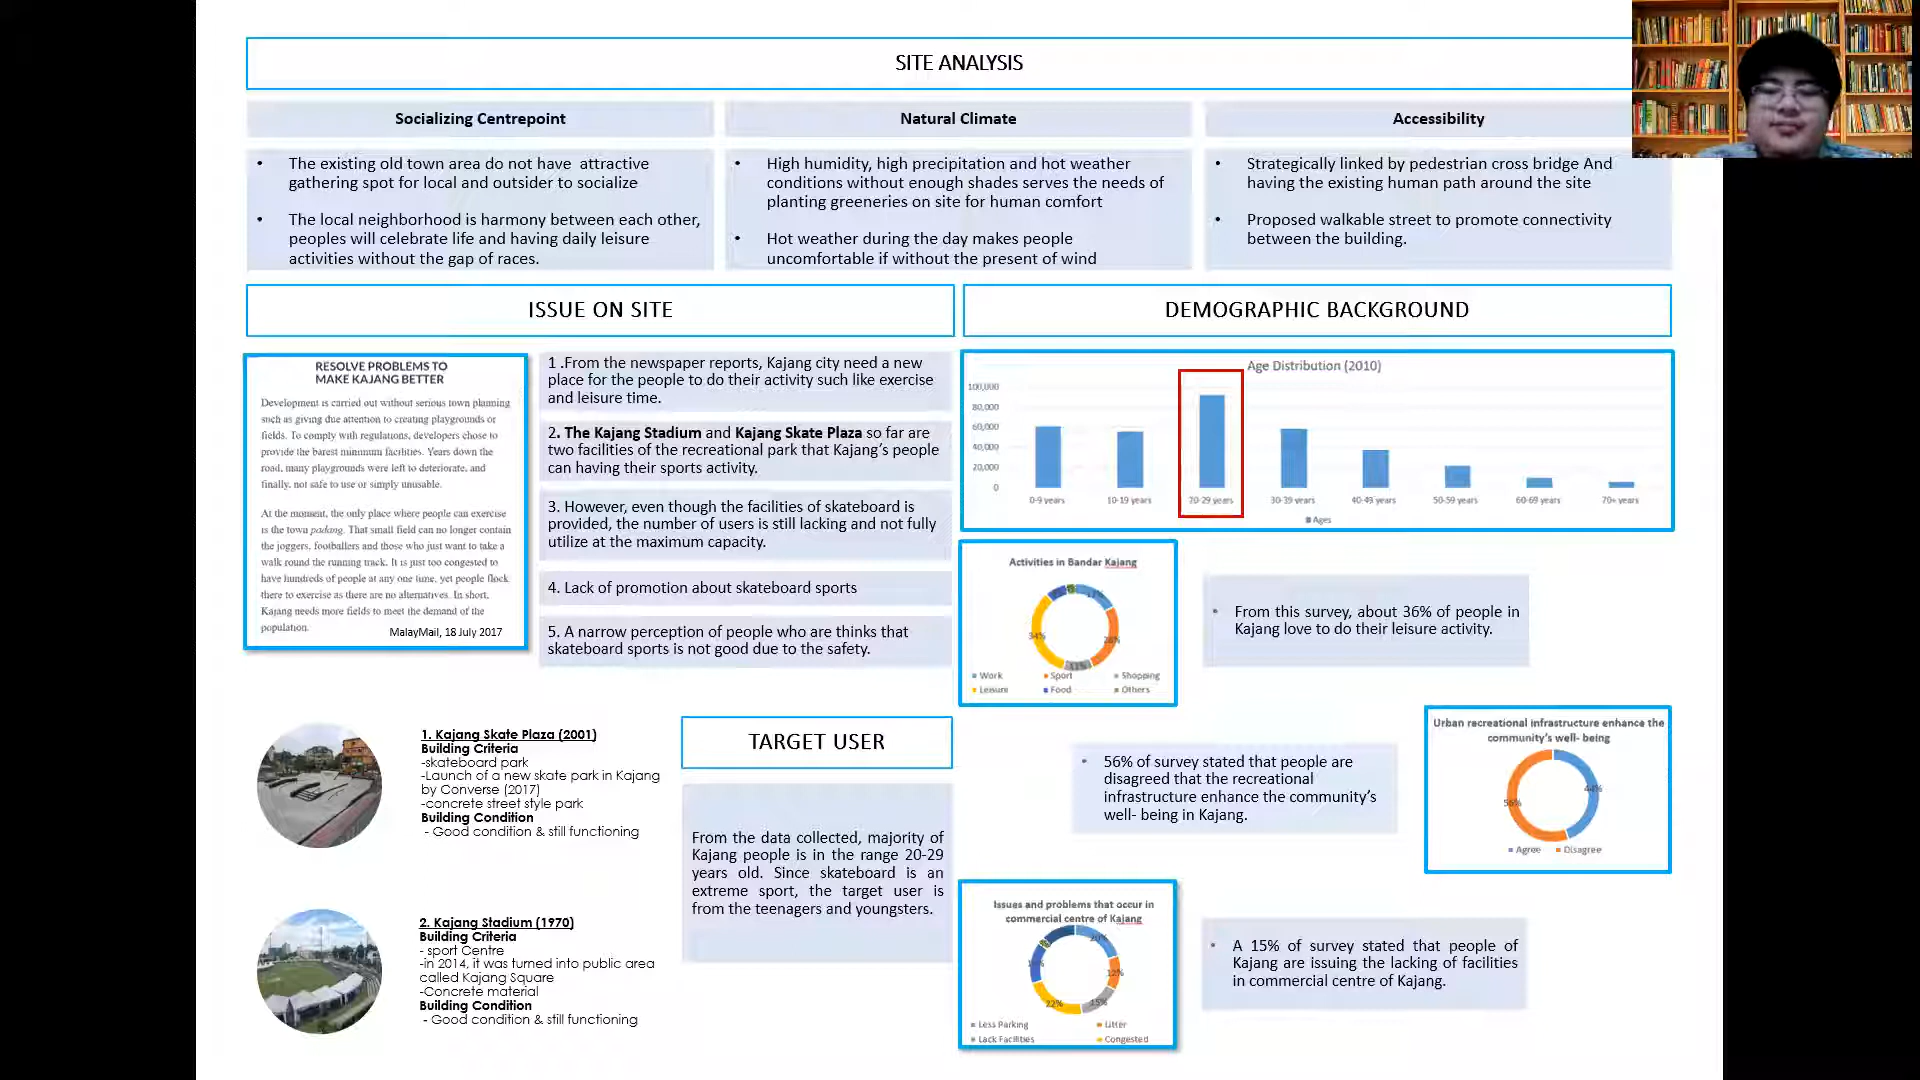 SITE ANALYSIS
Socializing Centrepoint
• The existing old town area do not have attractive
gathering spot for local and outsider to socialize
• The local neighborhood is harmony between each other,
peoples will celebrate life and having daily leisure
activities without the gap of races.
Natural Climate
• High humidity, high precipitation and hot weather
conditions without enough shades serves the needs of
planting greeneries on site for human comfort
• Hot weather during the day makes people
uncomfortable if without the present of wind
Accessibility
• Strategically linked by pedestrian cross bridge And
having the existing human path around the site
• Proposed walkable street to promote connectivity
between the building.
ISSUE ON SITE
RESOLVE PROBLEMS TO
MAKE KAJANG BETTER
Development is carried out without serious town planning
such as giving due attention to creating playgrounds or
fields. To comply with regulations, developers chose to
provide the barest minimum facilities. Years down the
road, many playgrounds were left to deteriorate, and
finally, not safe to use or simply unusable.
At the moment, the only place where people can exercise
is the town padang. That small field can no longer contain
the joggers, footballers and those who just want to take a
walk round the running track. It is just too congested to
have hundreds of people at any one time, yet people flock
there to exercise as there are no alternatives. In short,
Kajang needs more fields to meet the demand of the
population.
MalayMail, 18 July 2017
1 .From the newspaper reports, Kajang city need a new
place for the people to do their activity such like exercise
and leisure time.
2. The Kajang Stadium and Kajang Skate Plaza so far are
two facilities of the recreational park that Kajang's people
can having their sports activity.
3. However, even though the facilities of skateboard is
provided, the number of users is still lacking and not fully
utilize at the maximum capacity.
4. Lack of promotion about skateboard sports
5. A narrow perception of people who are thinks that
skateboard sports is not good due to the safety.
1. Kajang Skate Plaza (2001)
Building Criteria
-skateboard park
-Launch of a new skate park in Kajang
by Converse (2017)
-concrete street style park
Building Condition
- Good condition & still functioning
2. Kajang Stadium (1970)
Building Criteria
- sport Centre
-in 2014, it was turned into public area
called Kajang Square
-Concrete material
Building Condition
- Good condition & still functioning
TARGET USER
From the data collected, majority of
Kajang people is in the range 20-29
years old. Since skateboard is an
extreme sport, the target user is
from the teenagers and youngsters.
DEMOGRAPHIC BACKGROUND
Age Distribution (2010)
100,000
80,000
60,000
40,000
20,000
0
0-9 years 10-19 years 20-29 years 30-39 years 40-49 years 50-59 years 60-69 years 70+ years
Ages
Activities in Bandar Kajang
34%
Work Sport Shopping
Leisure Food Others
• From this survey, about 36% of people in
Kajang love to do their leisure activity.
• 56% of survey stated that people are
disagreed that the recreational
infrastructure enhance the community's
well- being in Kajang.
Urban recreational infrastructure enhance the
community's well- being
56% 44%
Agree Disagree
Issues and problems that occur in
commercial centre of Kajang
20%
12%
22% 15%
Less Parking Litter
Lack Facilities Congested
• A 15% of survey stated that people of
Kajang are issuing the lacking of facilities
in commercial centre of Kajang.